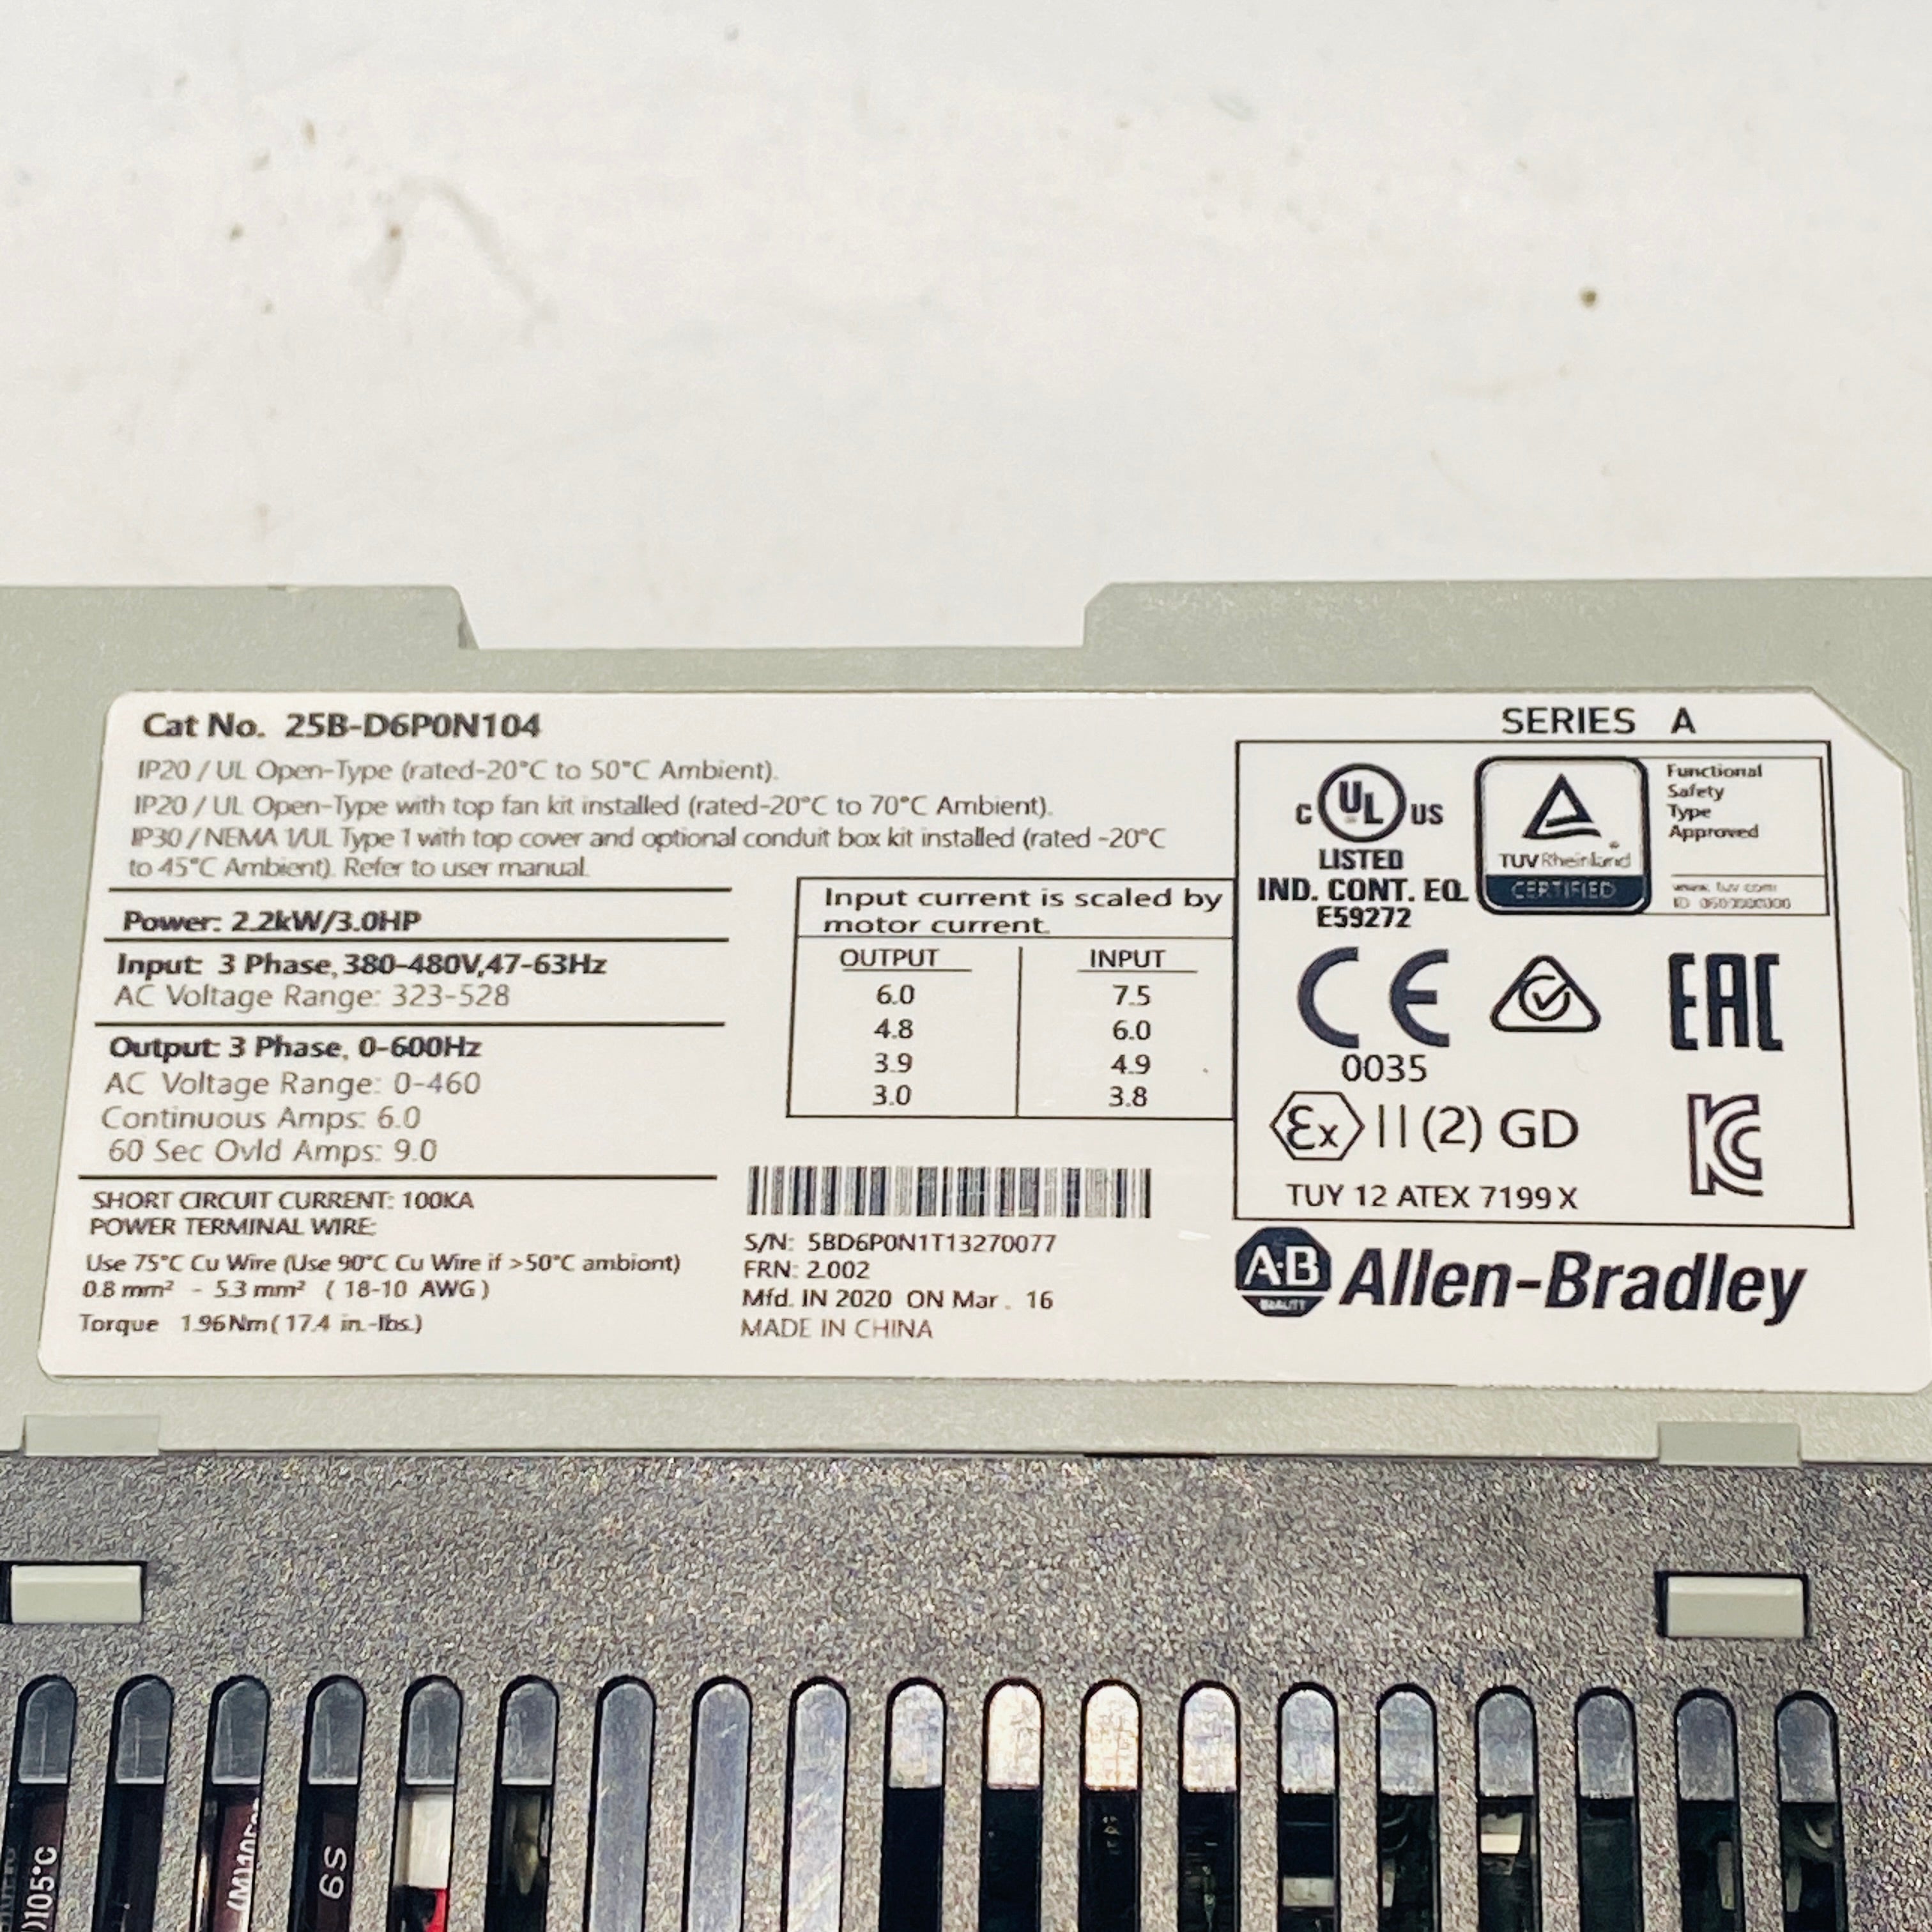 Cat No. 25B-D6P0N104
IP20 / UL Open-Type (rated-20°C to 50°C Ambient).
IP20 / UL Open-Type with top fan kit installed (rated-20°C to 70°C Ambient).
IP30 / NEMA 1/UL Type 1 with top cover and optional conduit box kit installed (rated -20°C
to 45°C Ambient). Refer to user manual.
Power: 2.2kW/3.0HP
Input: 3 Phase, 380-480V,47-63Hz
AC Voltage Range: 323-528
Output: 3 Phase, 0-600Hz
AC Voltage Range: 0-460
Continuous Amps: 6.0
60 Sec Ovld Amps: 9.0
SHORT CIRCUIT CURRENT: 100KA
POWER TERMINAL WIRE:
Use 75°C Cu Wire (Use 90°C Cu Wire if >50°C ambiont)
0.8 mm² - 5.3 mm² ( 18-10 AWG )
Torque 1.96Nm ( 17.4 in.-lbs.)
Input current is scaled by
motor current.
OUTPUT INPUT
6.0 7.5
4.8 6.0
3.9 4.9
3.0 3.8
S/N: 5BD6P0N1T13270077
FRN: 2.002
Mfd. IN 2020 ON Mar . 16
MADE IN CHINA
SERIES A
C UL US
LISTED
IND. CONT. EQ.
E59272
TUVRheinland
CERTIFIED
Functional
Safety
Type
Approved
www.tuv.com
ID
CE
0035
EAC
Ex II (2) GD
KC
TUY 12 ATEX 7199 X
A-B
QUALITY
Allen-Bradley
105°C
6S